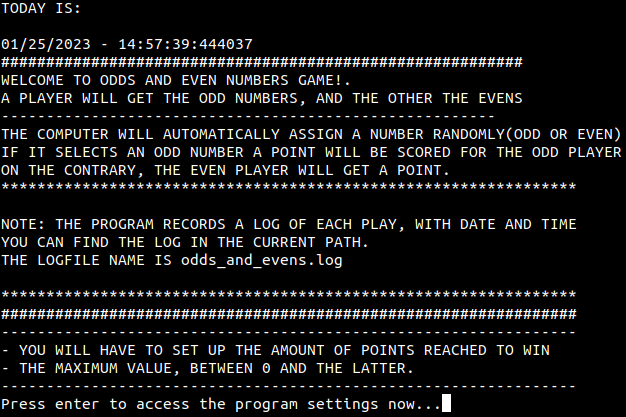 TODAY IS:
01/25/2023 - 14:57:39:444037
##########################################################
WELCOME TO ODDS AND EVEN NUMBERS GAME!.
A PLAYER WILL GET THE ODD NUMBERS, AND THE OTHER THE EVENS
-------------------------------------------------------
THE COMPUTER WILL AUTOMATICALLY ASSIGN A NUMBER RANDOMLY(ODD OR EVEN)
IF IT SELECTS AN ODD NUMBER A POINT WILL BE SCORED FOR THE ODD PLAYER
ON THE CONTRARY, THE EVEN PLAYER WILL GET A POINT.
****************************************************************
NOTE: THE PROGRAM RECORDS A LOG OF EACH PLAY, WITH DATE AND TIME
YOU CAN FIND THE LOG IN THE CURRENT PATH.
THE LOGFILE NAME IS odds_and_evens.log
****************************************************************
################################################################
----------------------------------------------------------------
- YOU WILL HAVE TO SET UP THE AMOUNT OF POINTS REACHED TO WIN
- THE MAXIMUM VALUE, BETWEEN 0 AND THE LATTER.
----------------------------------------------------------------
Press enter to access the program settings now...